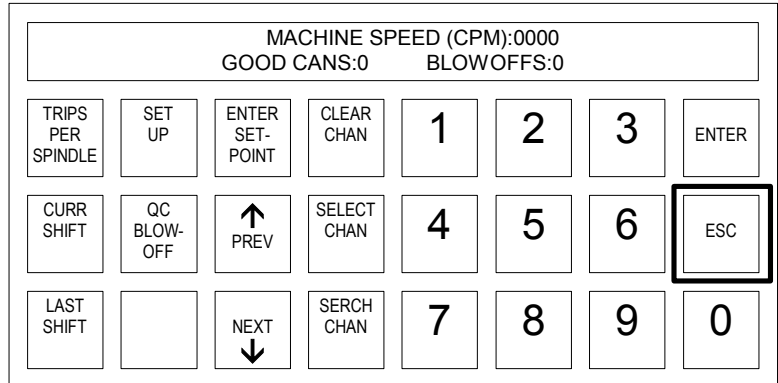 MACHINE SPEED (CPM):0000
GOOD CANS:0 BLOWOFFS:0
TRIPS
PER
SPINDLE
SET
UP
ENTER
SET-
POINT
CLEAR
CHAN
1
2
3
ENTER
CURR
SHIFT
QC
BLOW-
OFF
↑
PREV
SELECT
CHAN
4
5
6
ESC
LAST
SHIFT
NEXT
↓
SERCH
CHAN
7
8
9
0